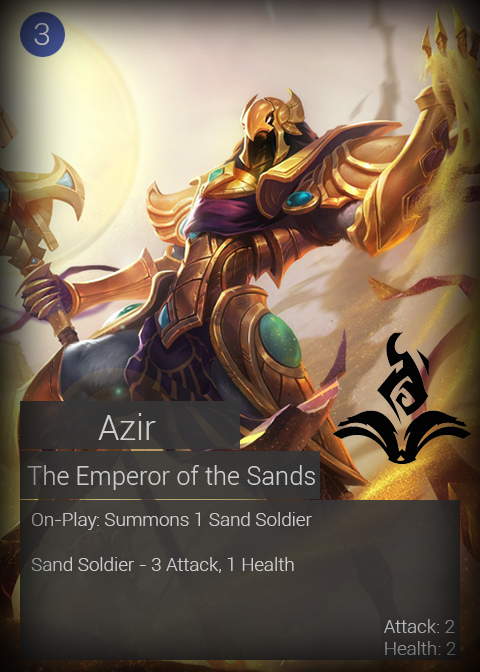 3
Azir
The Emperor of the Sands
On-Play: Summons 1 Sand Soldier
Sand Soldier - 3 Attack, 1 Health
Attack: 2
Health: 2